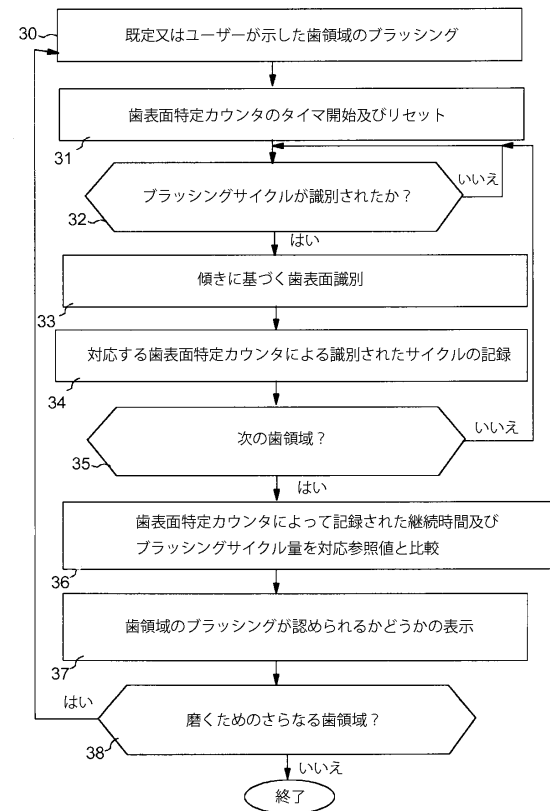 30
既定又はユーザーが示した歯領域のブラッシング
歯表面特定カウンタのタイマ開始及びリセット
31
ブラッシングサイクルが識別されたか？
いいえ
32
はい
傾きに基づく歯表面識別
33
対応する歯表面特定カウンタによる識別されたサイクルの記録
34
次の歯領域？
いいえ
35
はい
歯表面特定カウンタによって記録された継続時間及び
ブラッシングサイクル量を対応参照値と比較
36
歯領域のブラッシングが認められるかどうかの表示
37
はい
磨くためのさらなる歯領域？
38
いいえ
終了